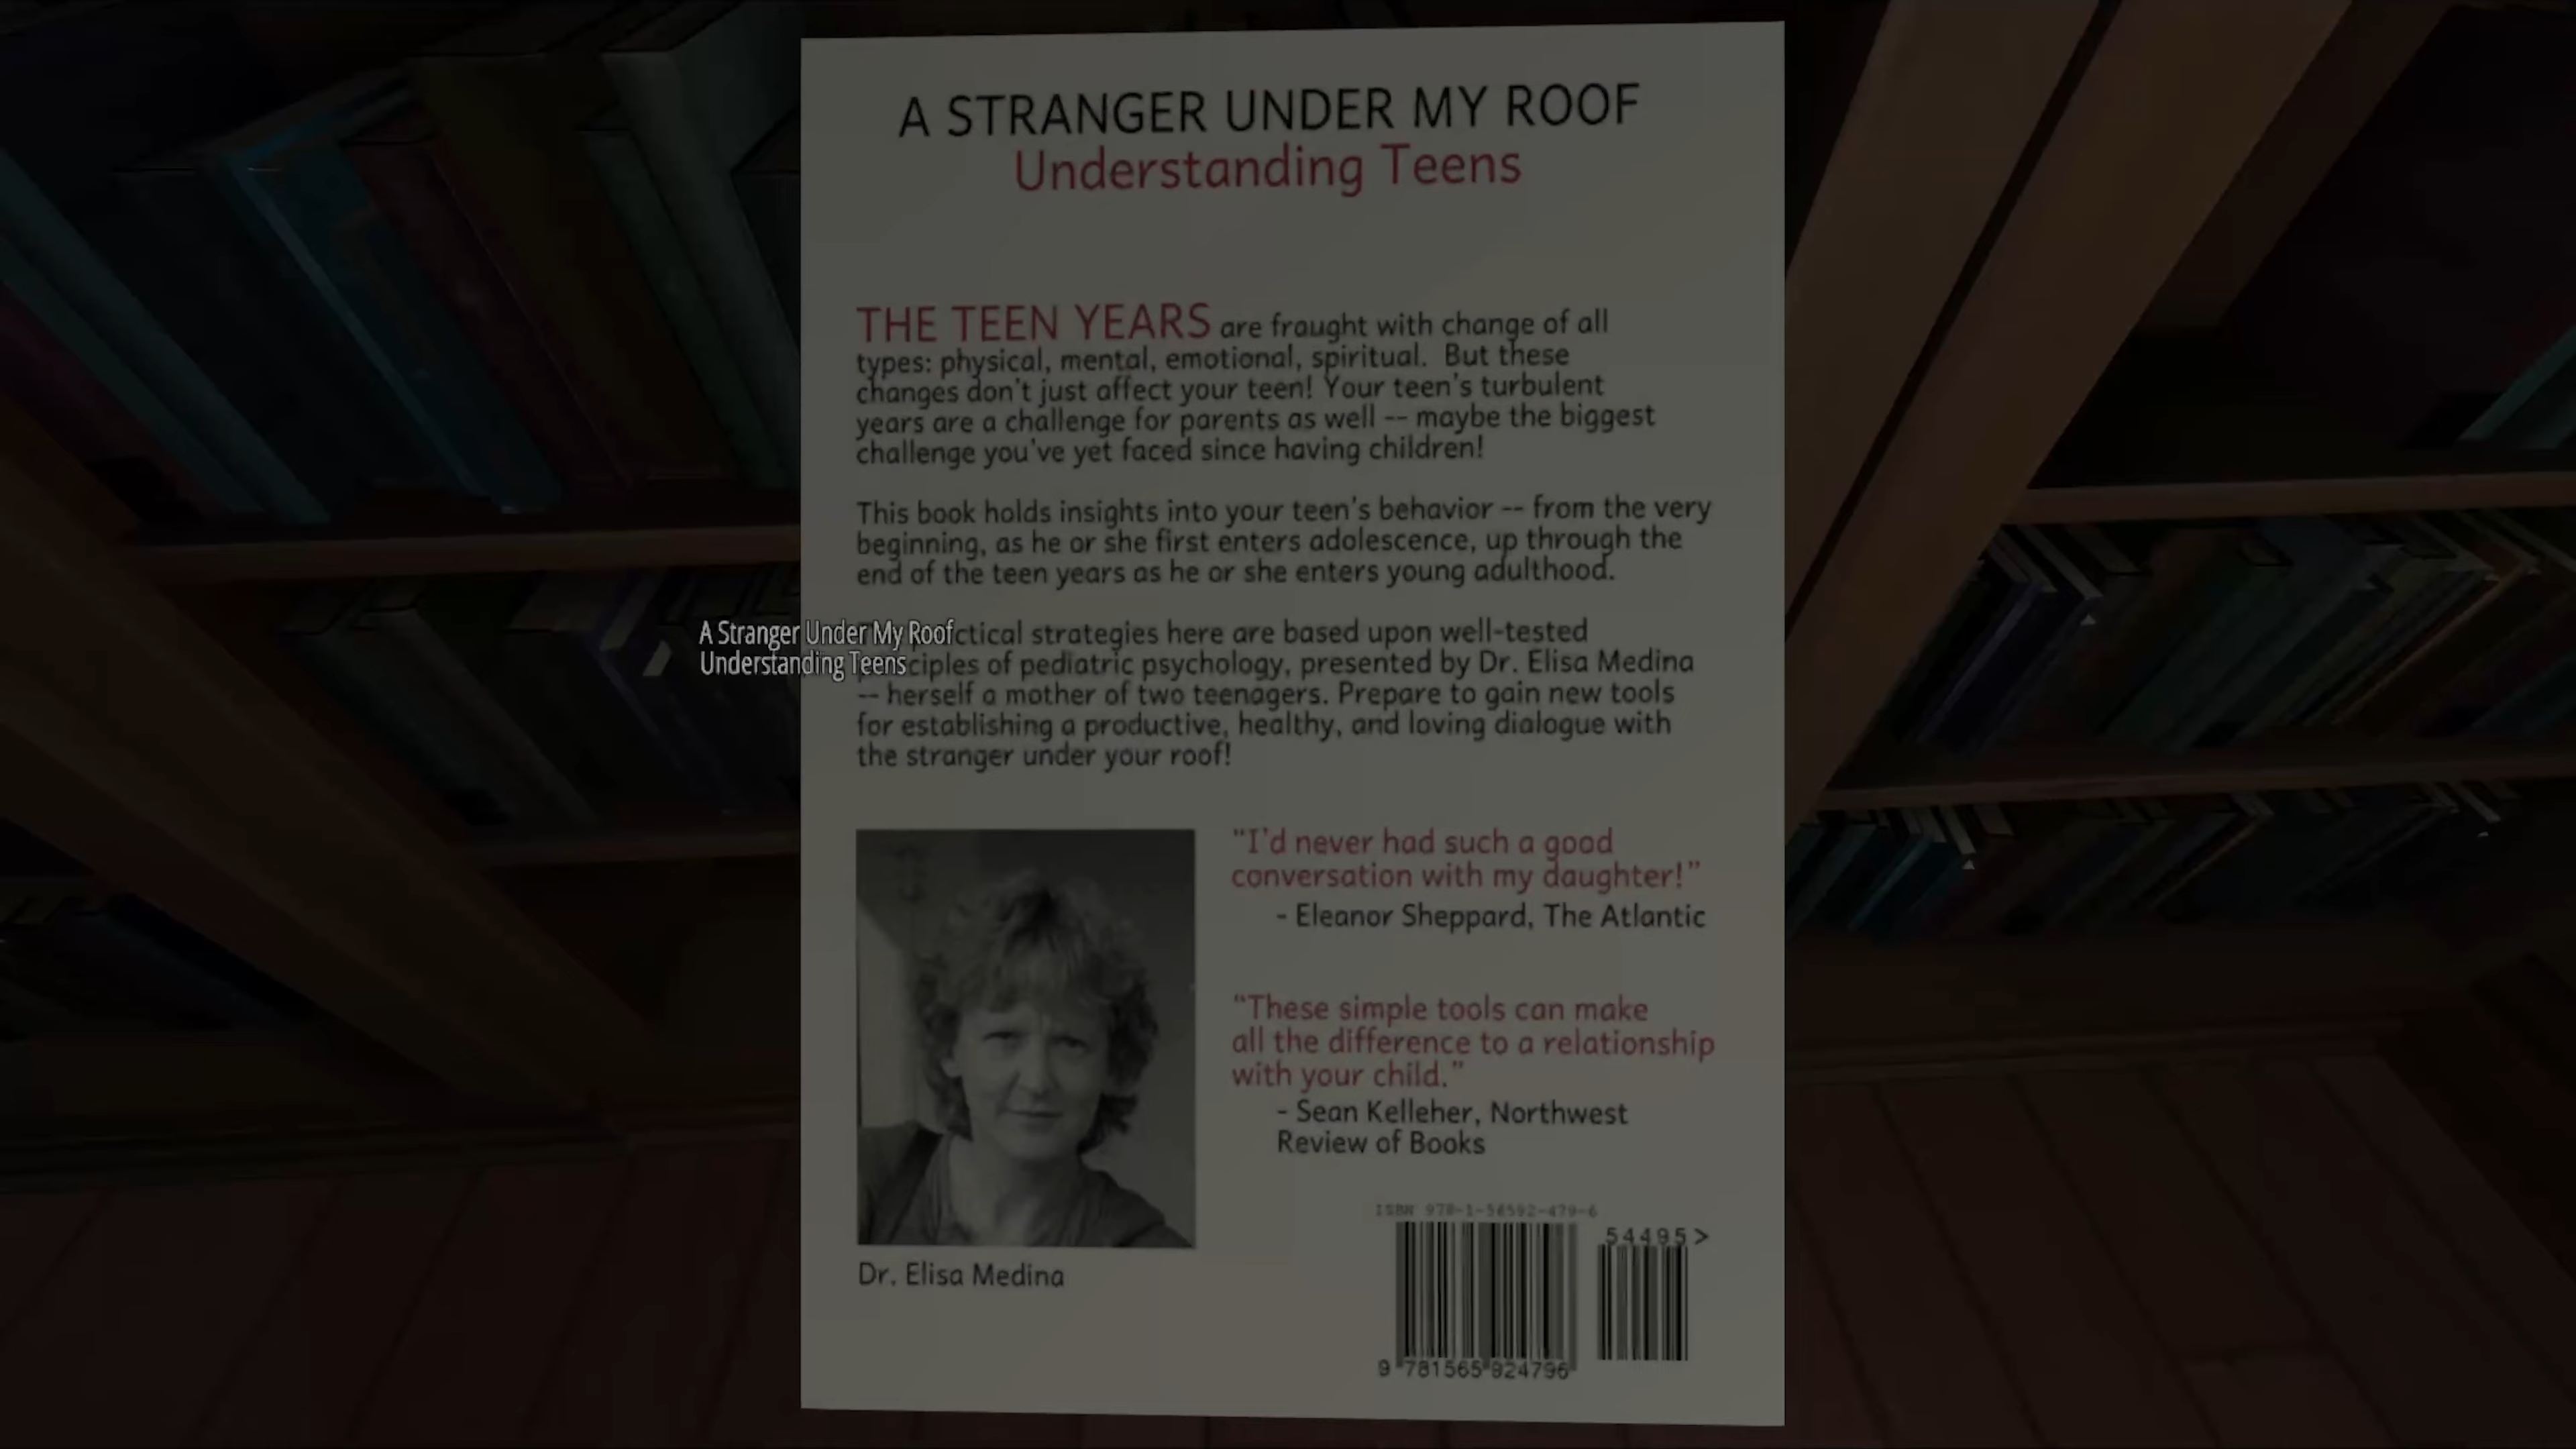 A STRANGER UNDER MY ROOF
Understanding Teens
THE TEEN YEARS are fraught with change of all
types: physical, mental, emotional, spiritual. But these
changes don't just affect your teen! Your teen's turbulent
years are a challenge for parents as well -- maybe the biggest
challenge you've yet faced since having children!
This book holds insights into your teen's behavior -- from the very
beginning, as he or she first enters adolescence, up through the
end of the teen years as he or she enters young adulthood.
A Stranger Under My Roof
Understanding Teens
strategies here are based upon well-tested
of pediatric psychology, presented by Dr. Elisa Medina
-- herself a mother of two teenagers. Prepare to gain new tools
for establishing a productive, healthy, and loving dialogue with
the stranger under your roof!
"I'd never had such a good
conversation with my daughter!"
- Eleanor Sheppard, The Atlantic
"These simple tools can make
all the difference to a relationship
with your child."
- Sean Kelleher, Northwest
Review of Books
Dr. Elisa Medina
ISBN 978-1-56592-479-6
54495>
9 781565 924796